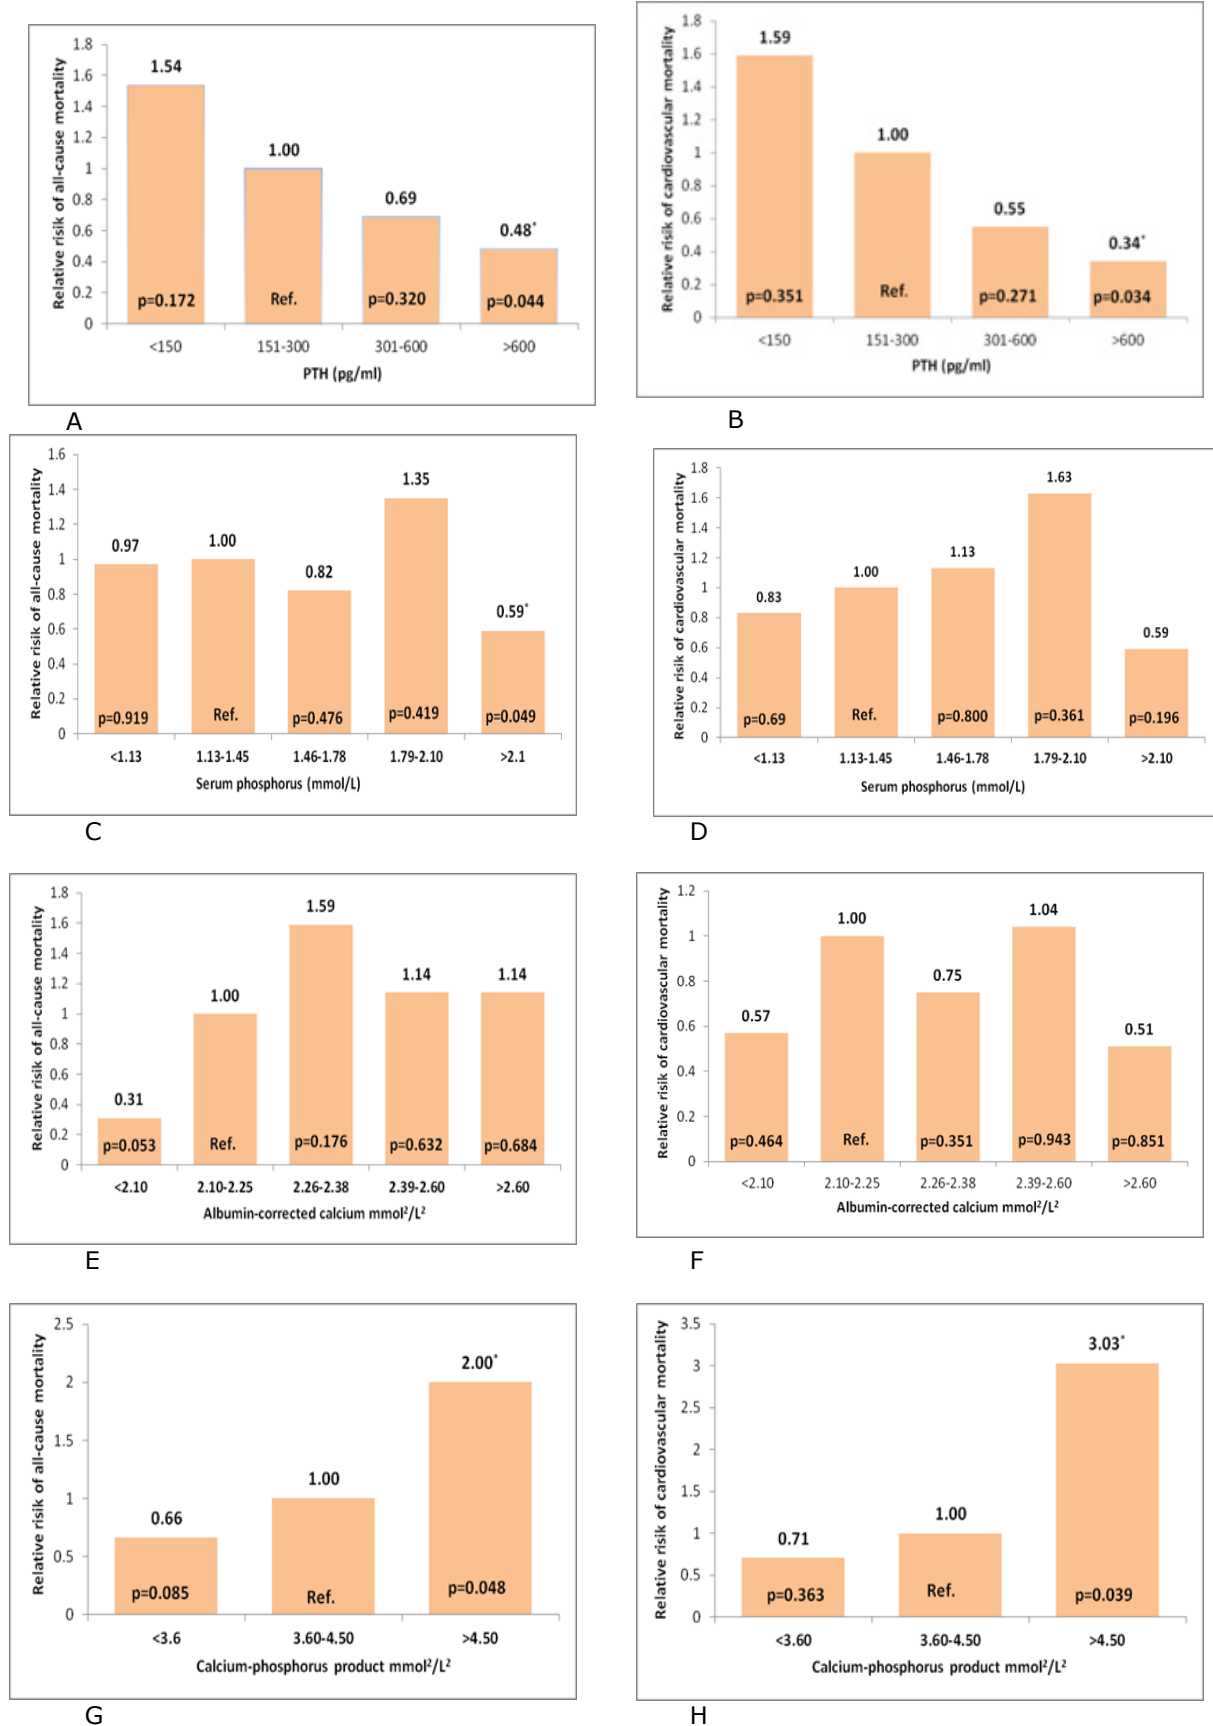 Relative risik of all-cause mortality
1.8
1.6
1.4
1.2
1
0.8
0.6
0.4
0.2
0
1.54
1.00
0.69
0.48*
p=0.172
Ref.
p=0.320
p=0.044
<150
151-300
301-600
>600
PTH (pg/ml)
A
Relative risik of cardiovascular mortality
1.8
1.6
1.4
1.2
1
0.8
0.6
0.4
0.2
0
1.59
1.00
0.55
0.34*
p=0.351
Ref.
p=0.271
p=0.034
<150
151-300
301-600
>600
PTH (pg/ml)
B
Relative risik of all-cause mortality
1.6
1.4
1.2
1
0.8
0.6
0.4
0.2
0
0.97
1.00
0.82
1.35
0.59*
p=0.919
Ref.
p=0.476
p=0.419
p=0.049
<1.13
1.13-1.45
1.46-1.78
1.79-2.10
>2.1
Serum phosphorus (mmol/L)
C
Relative risik of cardiovascular mortality
1.8
1.6
1.4
1.2
1
0.8
0.6
0.4
0.2
0
0.83
1.00
1.13
1.63
0.59
p=0.69
Ref.
p=0.800
p=0.361
p=0.196
<1.13
1.13-1.45
1.46-1.78
1.79-2.10
>2.10
Serum phosphorus (mmol/L)
D
Relative risik of all-cause mortality
1.8
1.6
1.4
1.2
1
0.8
0.6
0.4
0.2
0
0.31
1.00
1.59
1.14
1.14
p=0.053
Ref.
p=0.176
p=0.632
p=0.684
<2.10
2.10-2.25
2.26-2.38
2.39-2.60
>2.60
Albumin-corrected calcium mmol²/L²
E
Relative risik of cardiovascular mortality
1.2
1
0.8
0.6
0.4
0.2
0
0.57
1.00
0.75
1.04
0.51
p=0.464
Ref.
p=0.351
p=0.943
p=0.851
<2.10
2.10-2.25
2.26-2.38
2.39-2.60
>2.60
Albumin-corrected calcium mmol²/L²
F
Relative risik of all-cause mortality
2.5
2
1.5
1
0.5
0
0.66
1.00
2.00*
p=0.085
Ref.
p=0.048
<3.6
3.60-4.50
>4.50
Calcium-phosphorus product mmol²/L²
G
Relative risik of cardiovascular mortality
3.5
3
2.5
2
1.5
1
0.5
0
0.71
1.00
3.03*
p=0.363
Ref.
p=0.039
<3.60
3.60-4.50
>4.50
Calcium-phosphorus product mmol²/L²
H